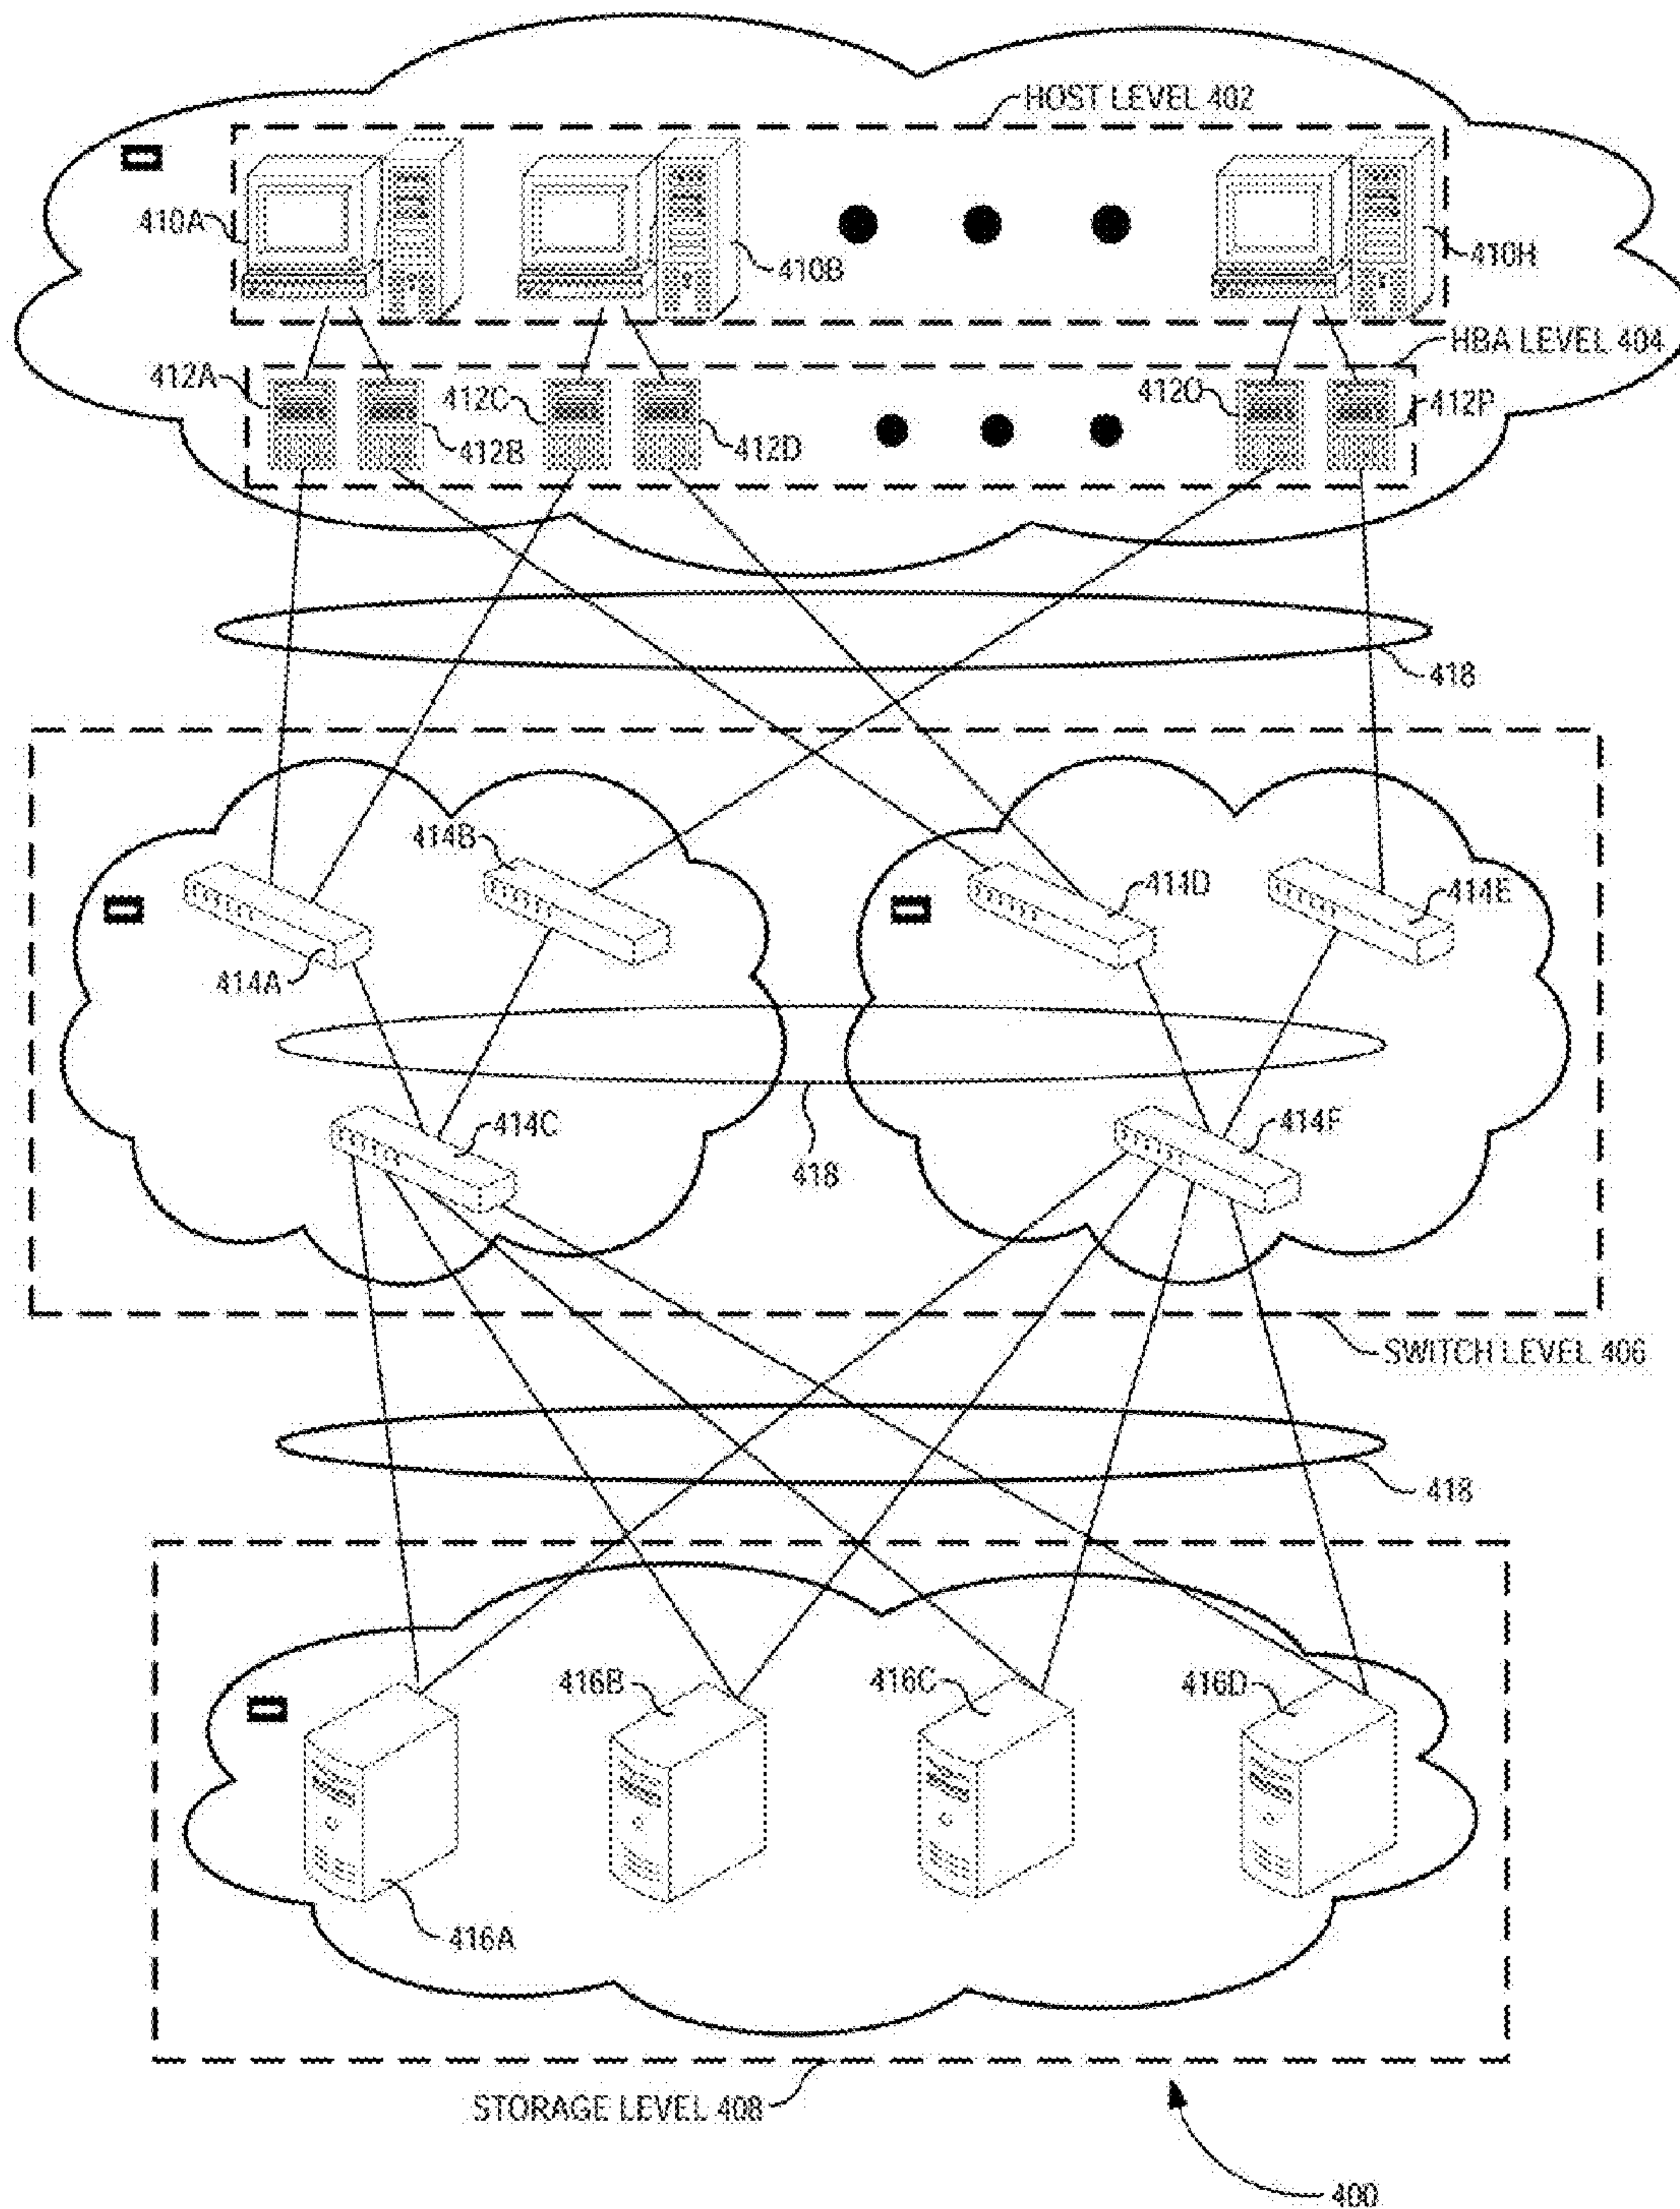 HOST LEVEL 402
410A
410B
410H
HBA LEVEL 404
412A
412B
412C
412D
412O
412P
418
414B
414D
414E
414A
414C
418
414F
SWITCH LEVEL 406
418
416B
416C
416D
416A
STORAGE LEVEL 408
400